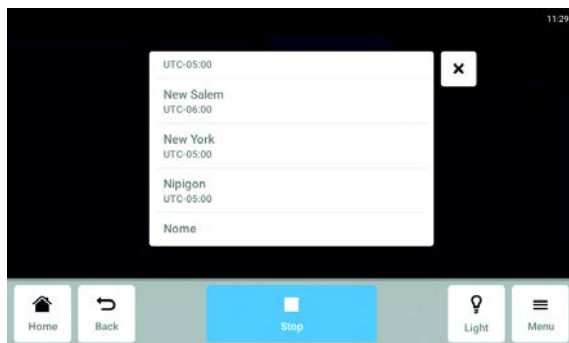 11:29
UTC-05:00
New Salem
UTC-06:00
New York
UTC-05:00
Nipigon
UTC-05:00
Nome
Home
Back
Stop
Light
Menu